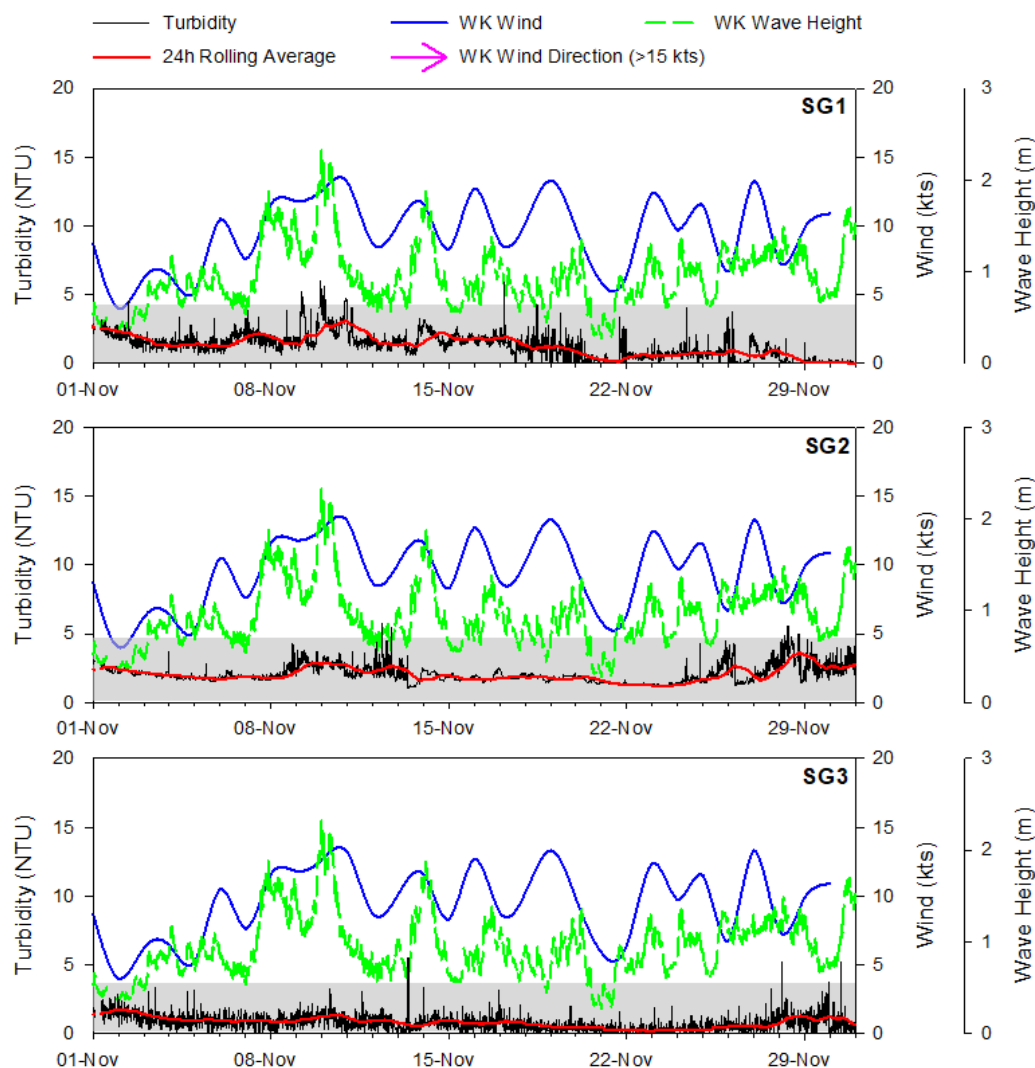 Turbidity WK Wind WK Wave Height
24h Rolling Average WK Wind Direction (>15 kts)
SG1
Turbidity (NTU)
20
15
10
5
0
01-Nov 08-Nov 15-Nov 22-Nov 29-Nov
20
15
10
5
0
Wind (kts)
3
2
1
0
Wave Height (m)
SG2
Turbidity (NTU)
20
15
10
5
0
01-Nov 08-Nov 15-Nov 22-Nov 29-Nov
20
15
10
5
0
Wind (kts)
3
2
1
0
Wave Height (m)
SG3
Turbidity (NTU)
20
15
10
5
0
01-Nov 08-Nov 15-Nov 22-Nov 29-Nov
20
15
10
5
0
Wind (kts)
3
2
1
0
Wave Height (m)